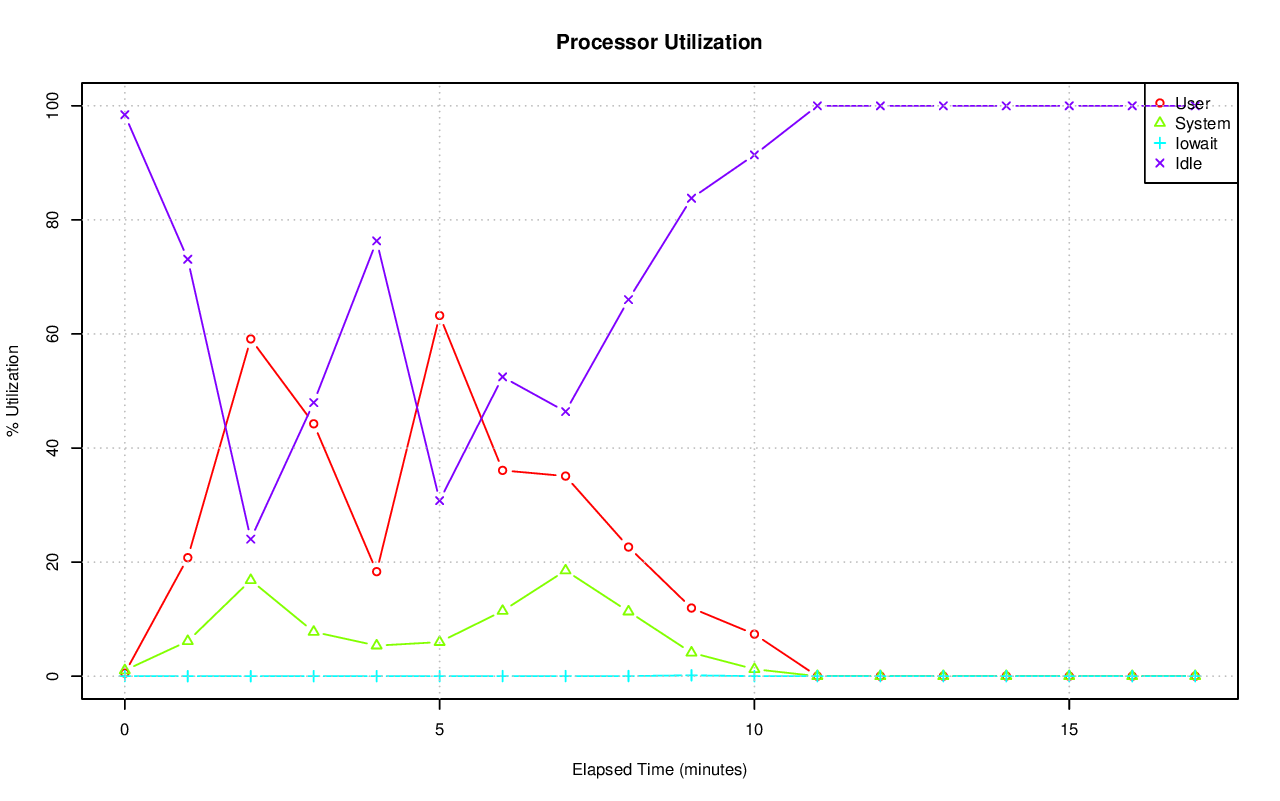 Processor Utilization
% Utilization
100
80
60
40
20
0
User
System
Iowait
Idle
0 5 10 15
Elapsed Time (minutes)